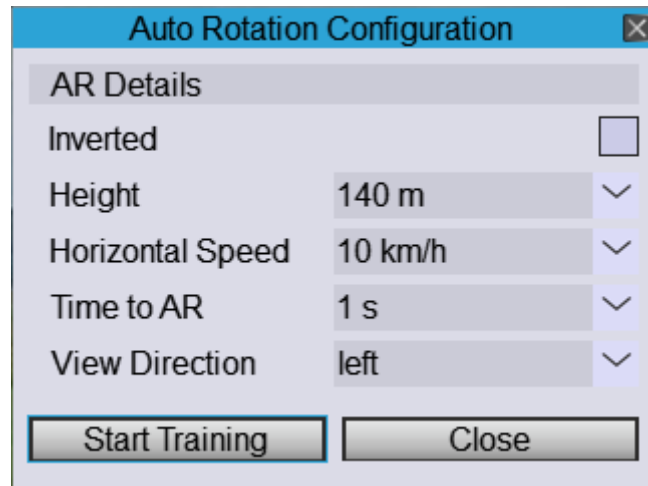 Auto Rotation Configuration
AR Details
Inverted
Height 140 m
Horizontal Speed 10 km/h
Time to AR 1 s
View Direction left
Start Training Close